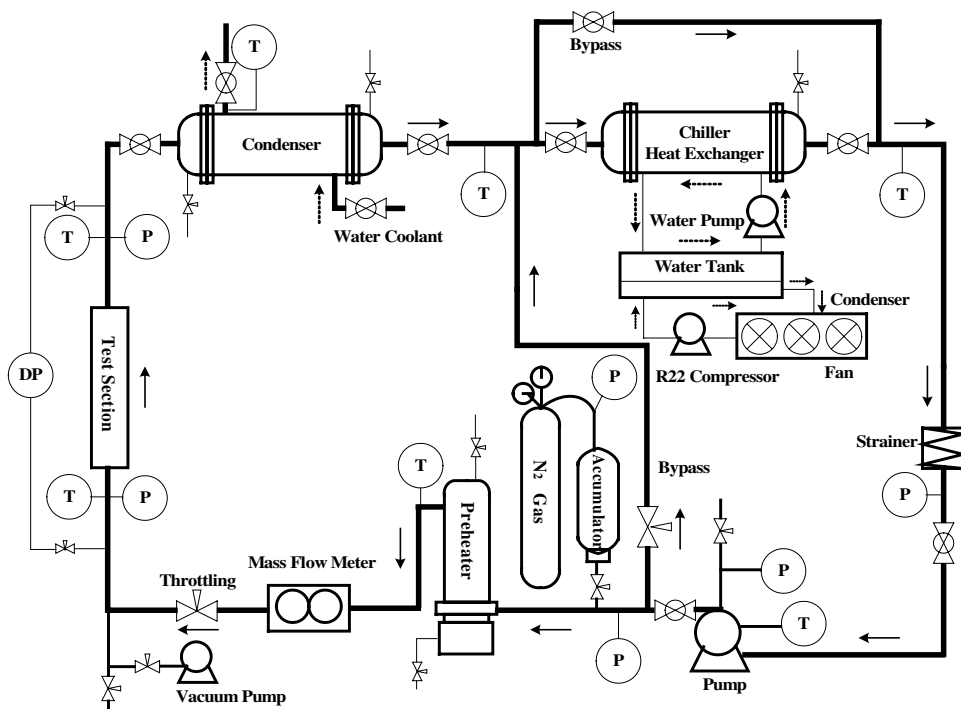 Bypass
T
Condenser
Chiller
Heat Exchanger
T
T
Water Coolant
Water Pump
T
P
Water Tank
Condenser
Test Section
DP
R22 Compressor
Fan
P
Strainer
N2 Gas
Accumulator
Bypass
T
Preheater
T
P
P
Mass Flow Meter
Throttling
P
T
P
Vacuum Pump
Pump